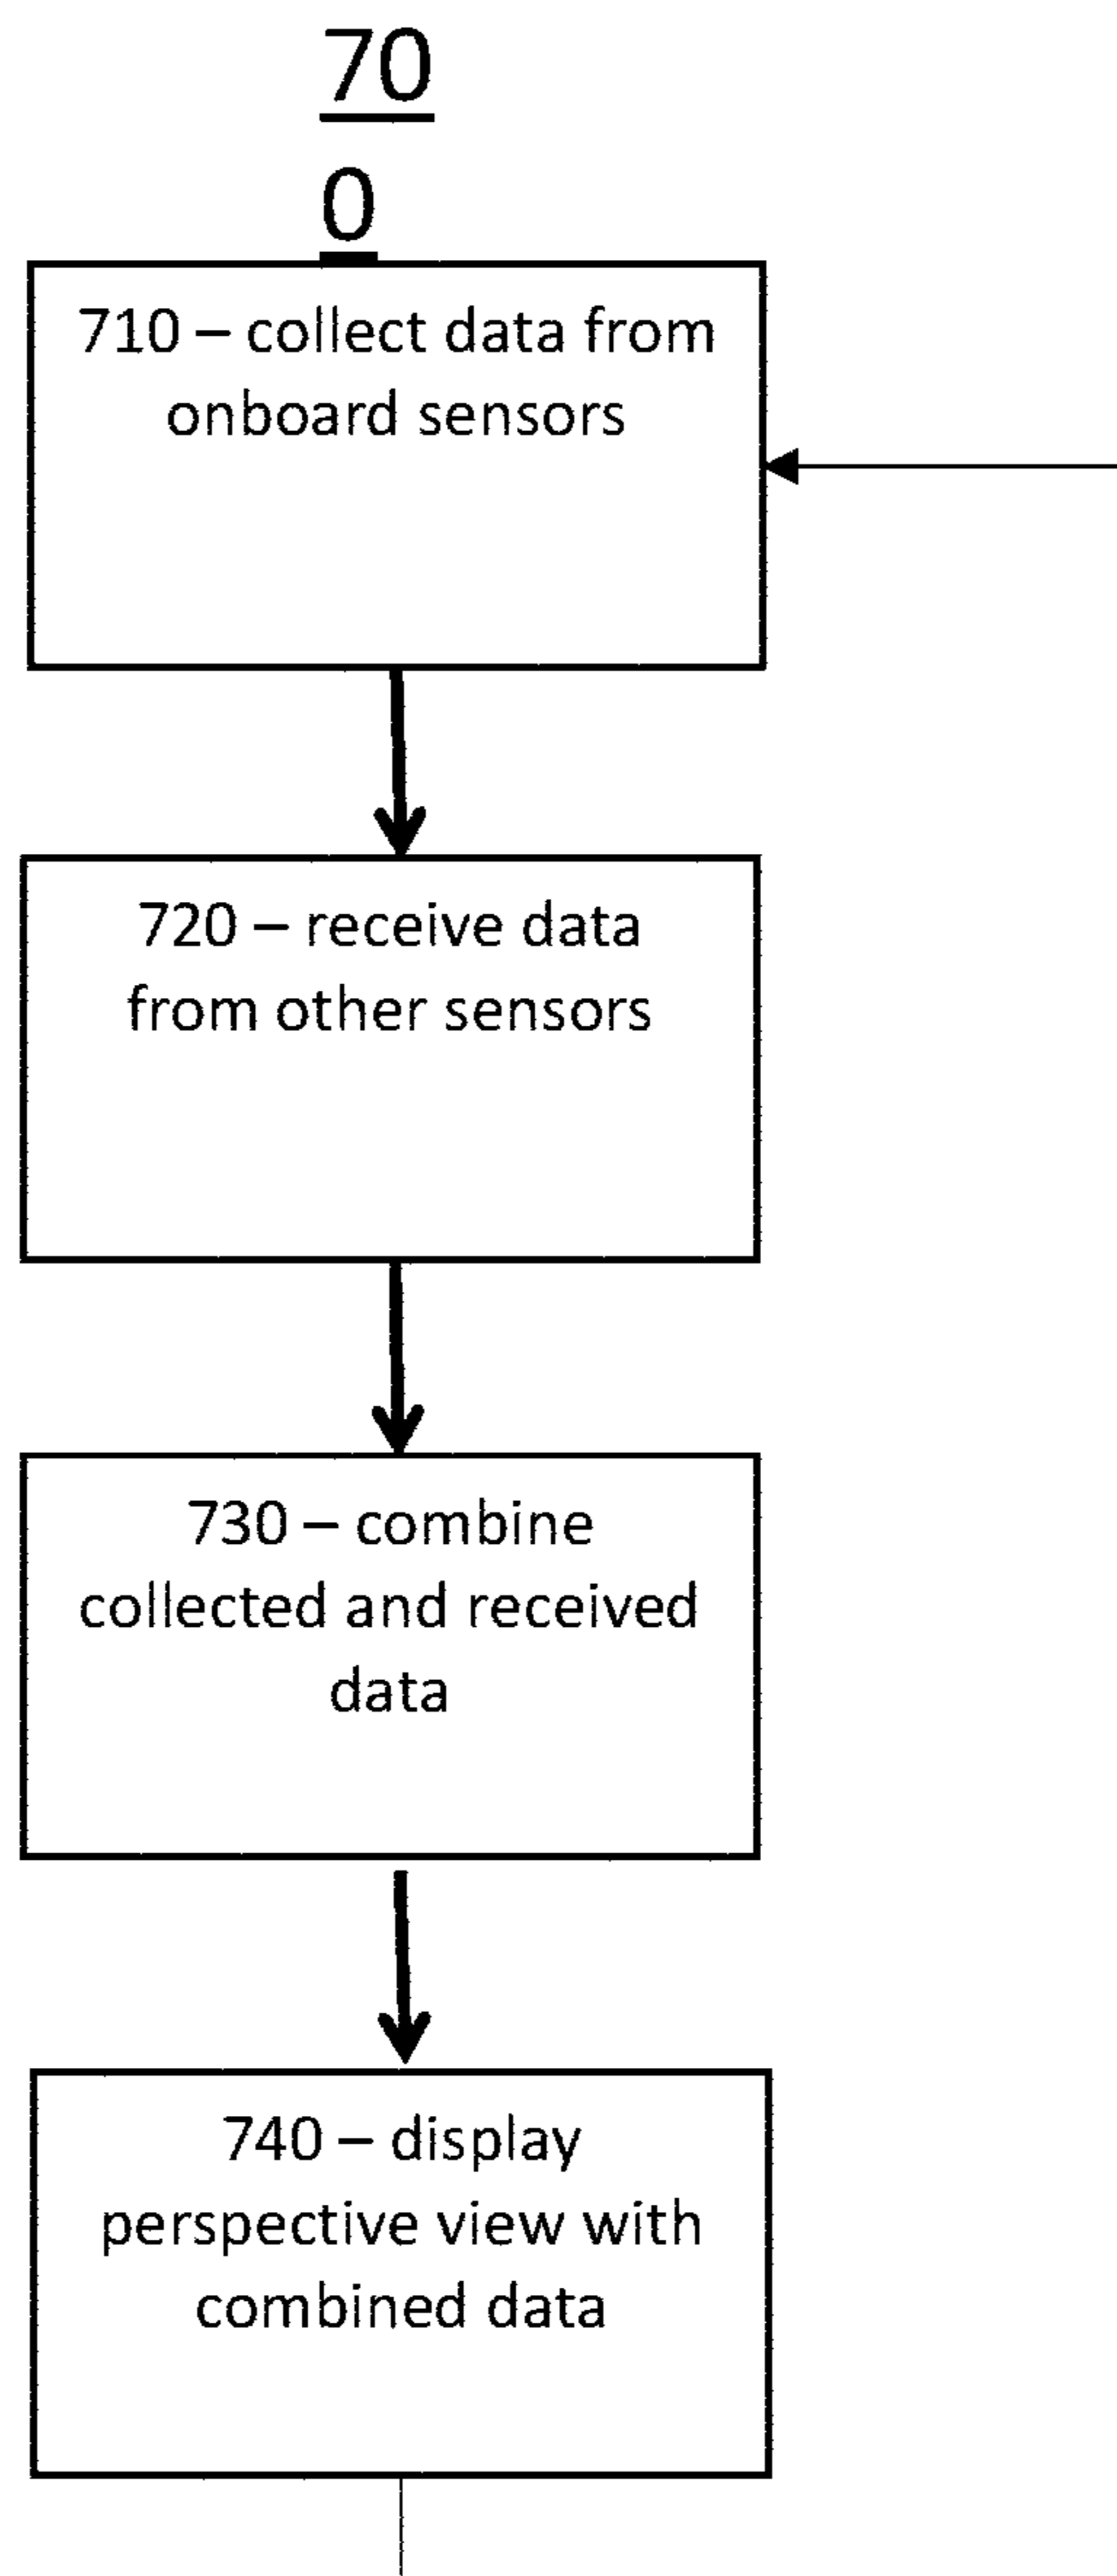 70
0
710 – collect data from
onboard sensors
720 – receive data
from other sensors
730 – combine
collected and received
data
740 – display
perspective view with
combined data